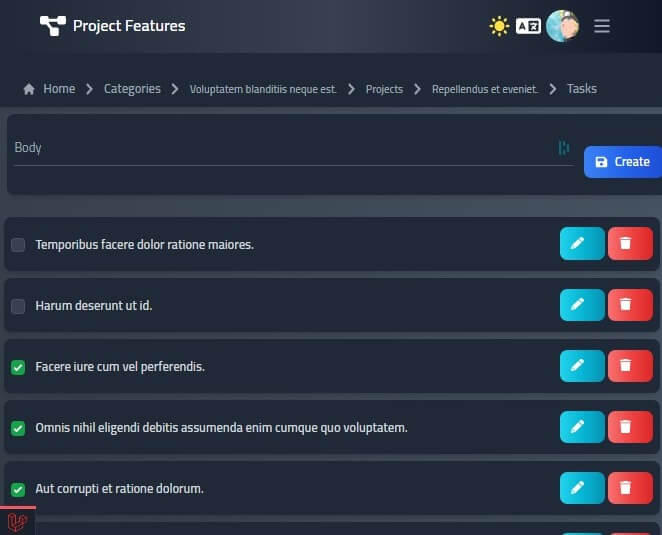 Project Features
Home Categories Voluptatem blanditiis neque est. Projects Repellendus et eveniet. Tasks
Body
Create
Temporibus facere dolor ratione maiores.
Harum deserunt ut id.
Facere iure cum vel perferendis.
Omnis nihil eligendi debitis assumenda enim cumque quo voluptatem.
Aut corrupti et ratione dolorum.